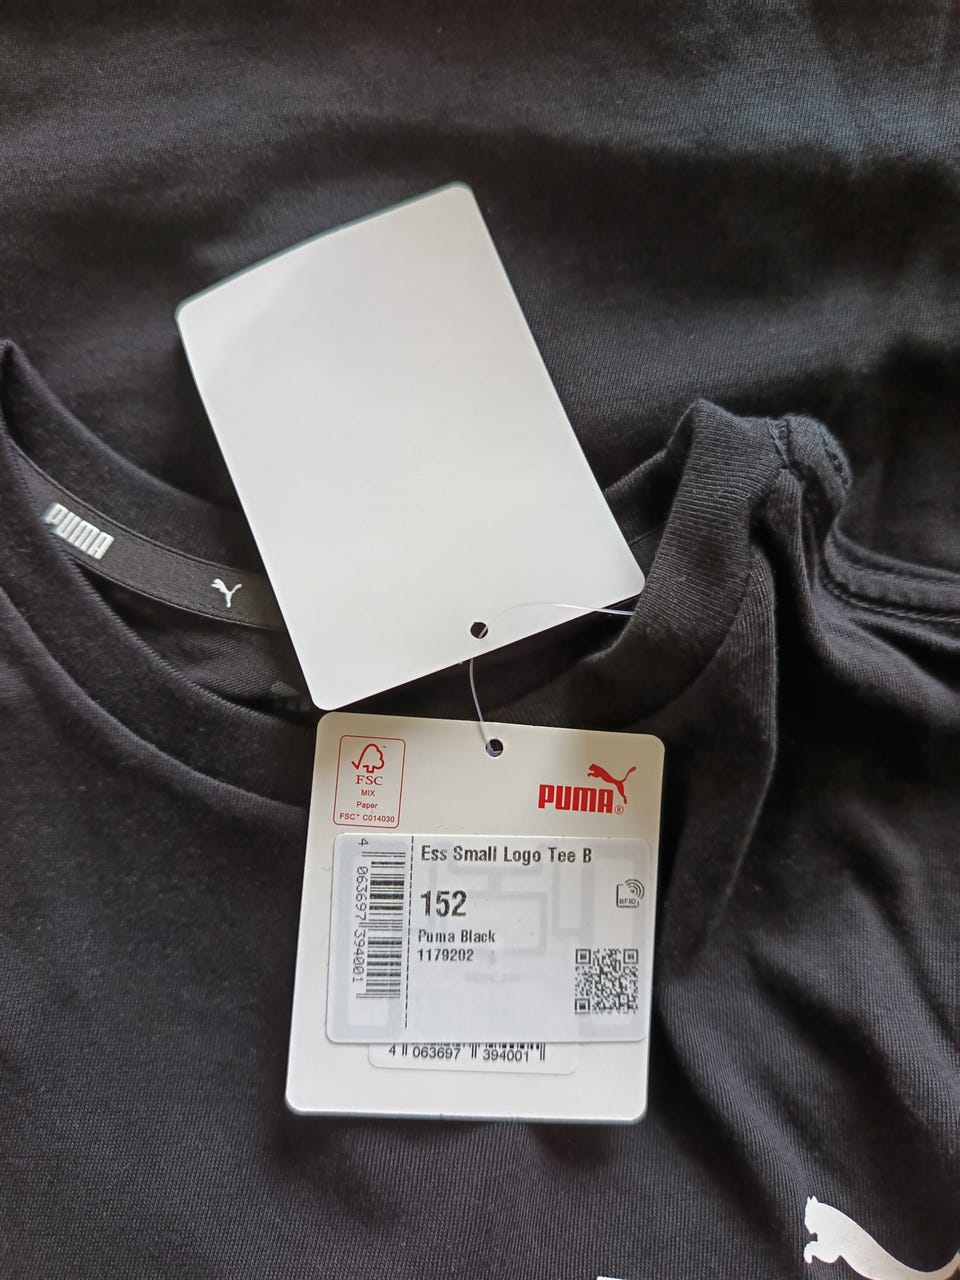 PUMA
FSC™
MIX
Paper
FSC™ C014030
PUMA®
Ess Small Logo Tee B
152
RFID
Puma Black
1179202
4 063697 394001
4 063697 394001